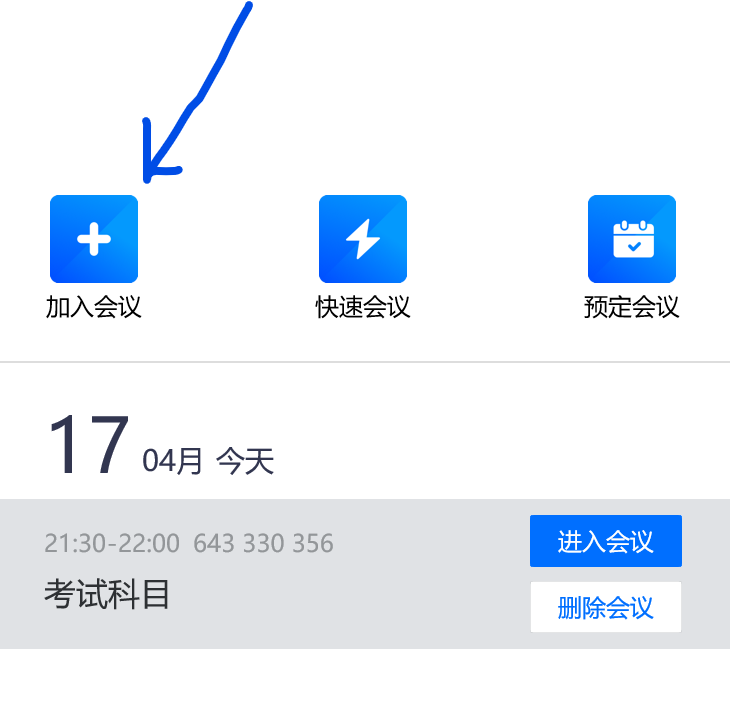 加入会议 快速会议 预定会议
17 04月 今天
21:30-22:00 643 330 356 进入会议
考试科目
删除会议